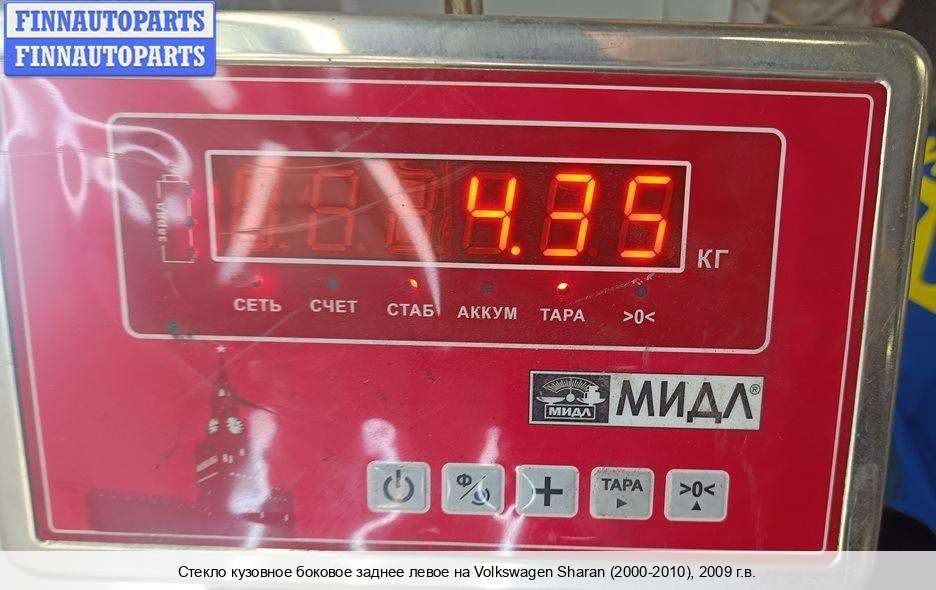 FINNAUTOPARTS
FINNAUTOPARTS
заряд
4.35
КГ
СЕТЬ СЧЕТ СТАБ АККУМ ТАРА >0<
МИДЛ МИДЛ®
Ф/
ТАРА >0<
Стекло кузовное боковое заднее левое на Volkswagen Sharan (2000-2010), 2009 г.в.